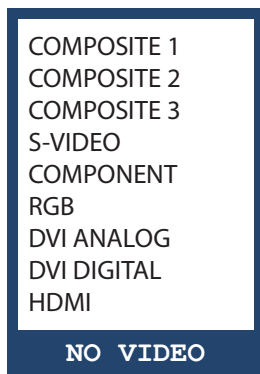 COMPOSITE 1
COMPOSITE 2
COMPOSITE 3
S-VIDEO
COMPONENT
RGB
DVI ANALOG
DVI DIGITAL
HDMI
NO VIDEO